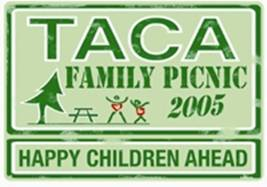 TACA
FAMILY PICNIC
2005
HAPPY CHILDREN AHEAD